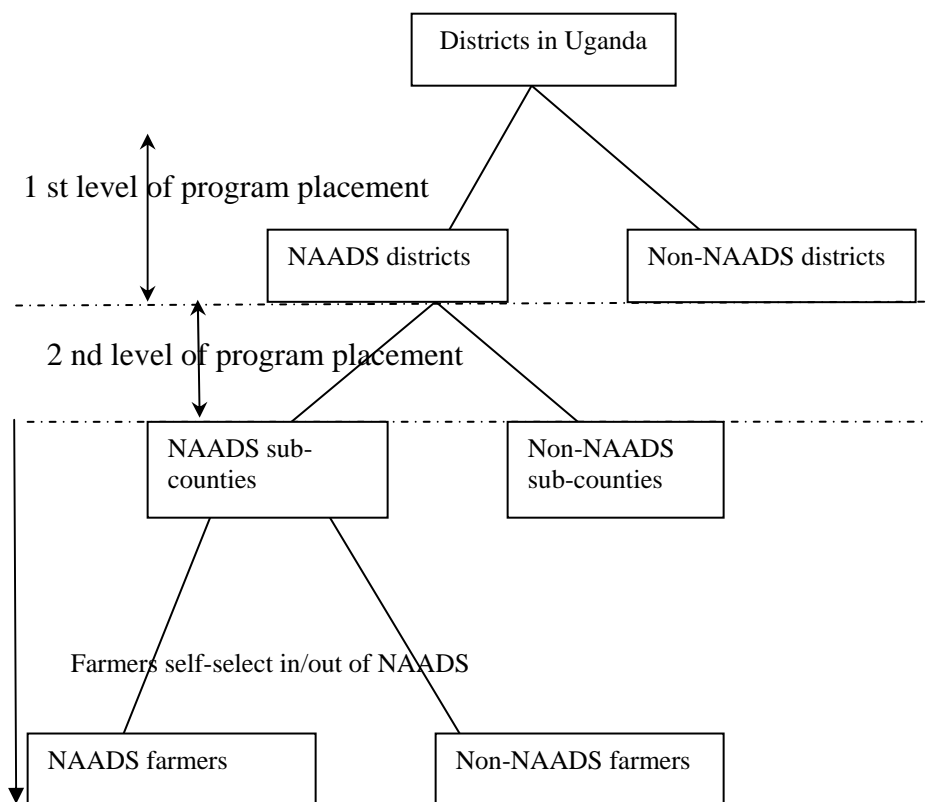 Districts in Uganda
1 st level of program placement
NAADS districts
Non-NAADS districts
2 nd level of program placement
NAADS sub-
counties
Non-NAADS
sub-counties
Farmers self-select in/out of NAADS
NAADS farmers
Non-NAADS farmers